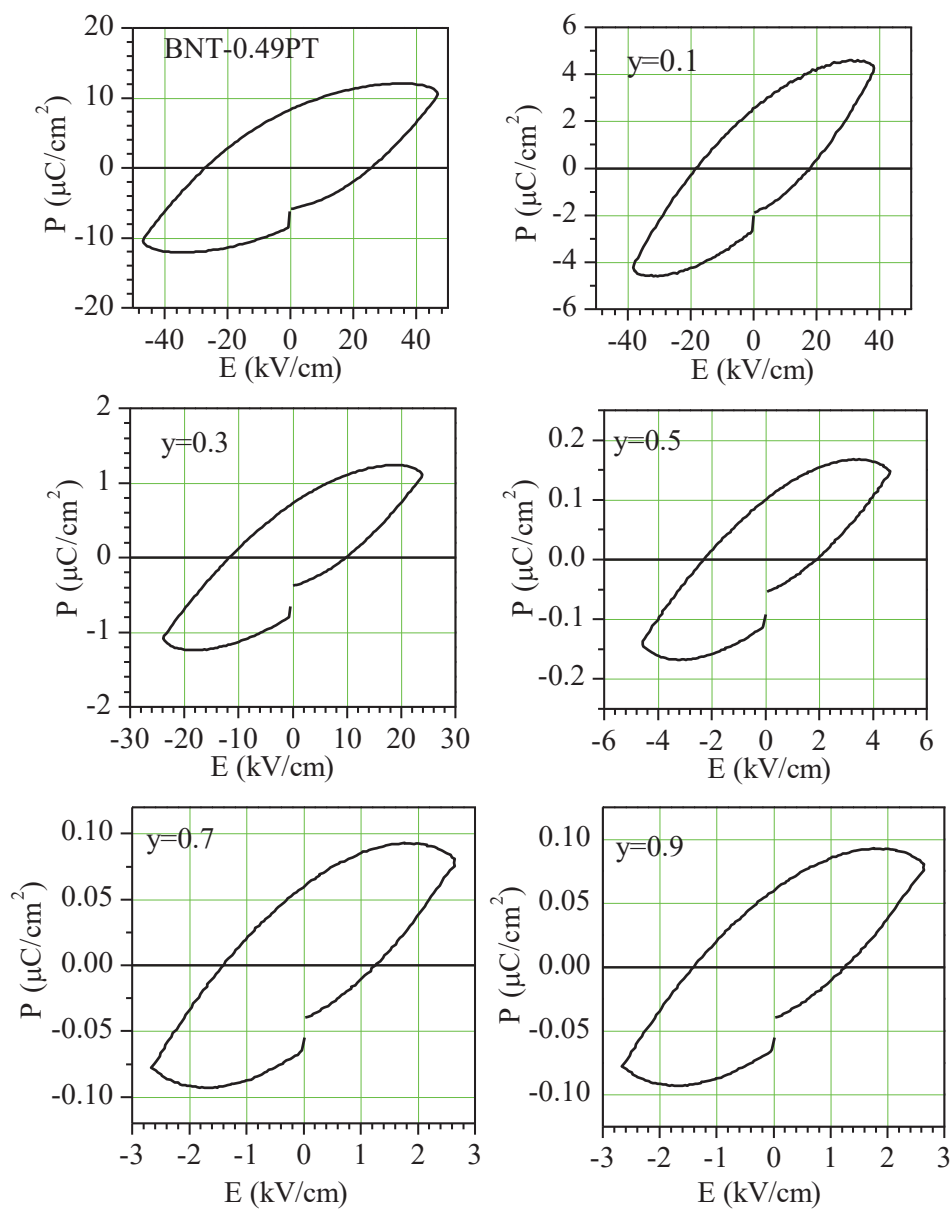 BNT-0.49PT
20
10
0
-10
-20
P (μC/cm²)
-40 -20 0 20 40
E (kV/cm)
y=0.1
6
4
2
0
-2
-4
-6
P (μC/cm²)
-40 -20 0 20 40
E (kV/cm)
y=0.3
2
1
0
-1
-2
P (μC/cm²)
-30 -20 -10 0 10 20 30
E (kV/cm)
y=0.5
0.2
0.1
0.0
-0.1
-0.2
P (μC/cm²)
-6 -4 -2 0 2 4 6
E (kV/cm)
y=0.7
0.10
0.05
0.00
-0.05
-0.10
P (μC/cm²)
-3 -2 -1 0 1 2 3
E (kV/cm)
y=0.9
0.10
0.05
0.00
-0.05
-0.10
P (μC/cm²)
-3 -2 -1 0 1 2 3
E (kV/cm)